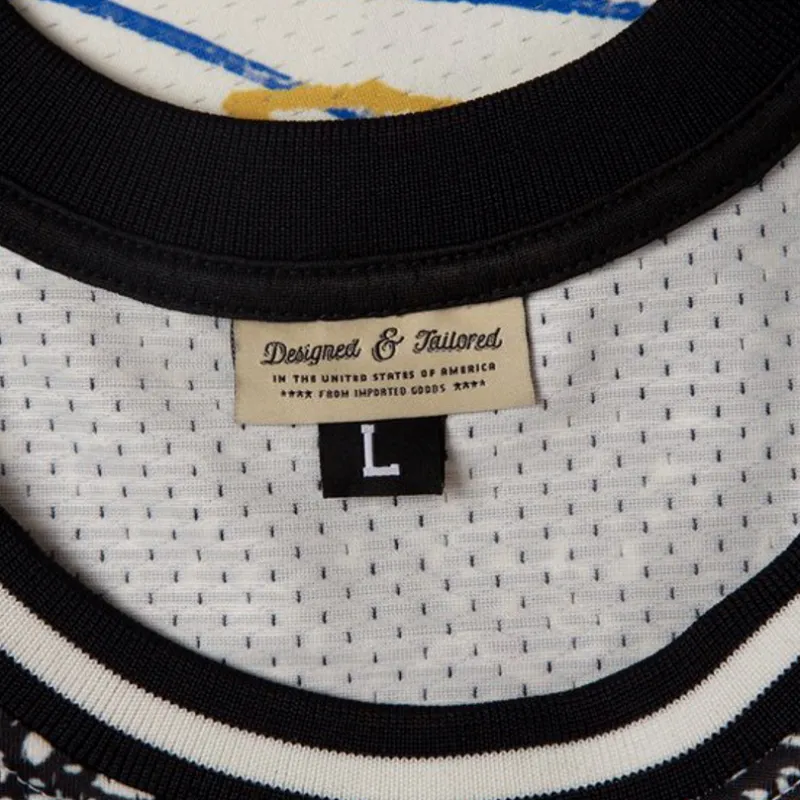 Designed & Tailored
IN THE UNITED STATES OF AMERICA
**** FROM IMPORTED GOODS ****
L